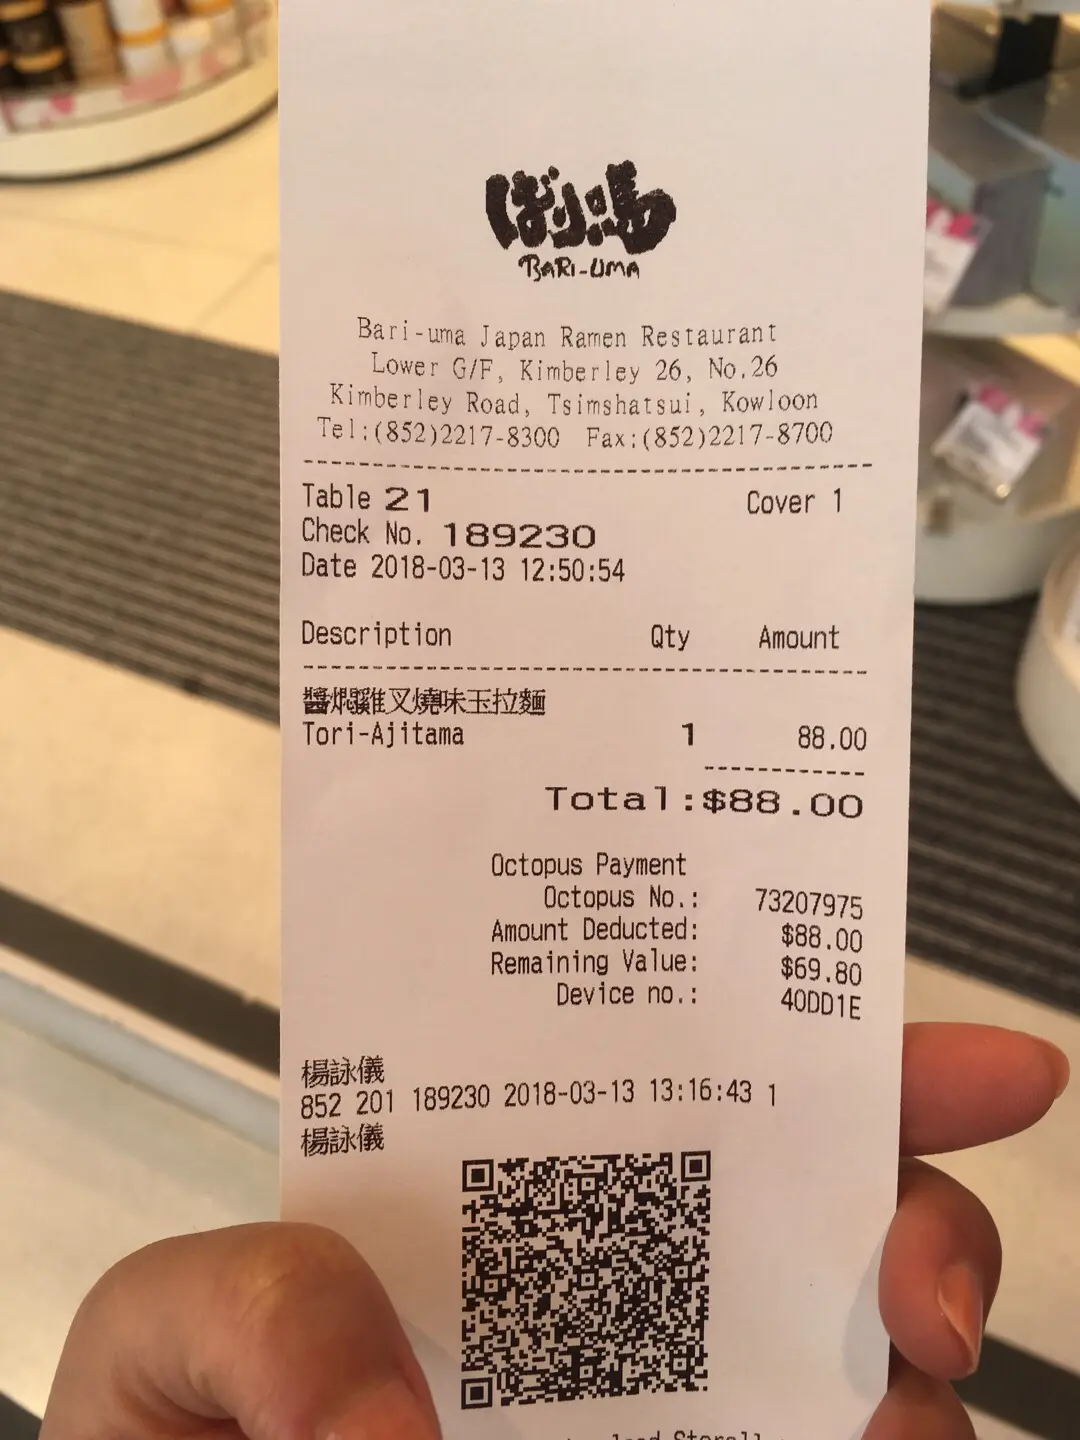 ばり馬
BARI-UMA
Bari-uma Japan Ramen Restaurant
Lower G/F, Kimberley 26, No.26
Kimberley Road, Tsimshatsui, Kowloon
Tel:(852)2217-8300 Fax:(852)2217-8700
Table 21 Cover 1
Check No. 189230
Date 2018-03-13 12:50:54
Description Qty Amount
醬燜雞叉燒味玉拉麵
Tori-Ajitama 1 88.00
Total:$88.00
Octopus Payment
Octopus No.: 73207975
Amount Deducted: $88.00
Remaining Value: $69.80
Device no.: 40DD1E
楊詠儀
852 201 189230 2018-03-13 13:16:43 1
楊詠儀